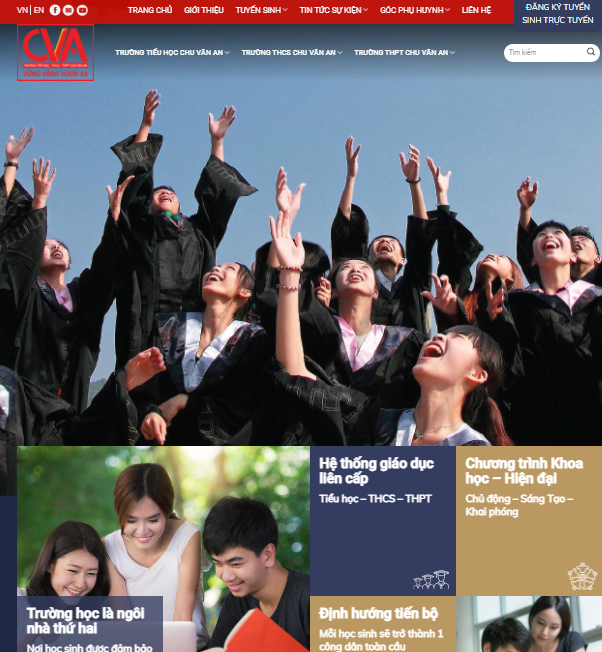 VN | EN
TRANG CHỦ GIỚI THIỆU TUYỂN SINH TIN TỨC SỰ KIỆN GÓC PHỤ HUYNH LIÊN HỆ
ĐĂNG KÝ TUYỂN
SINH TRỰC TUYẾN
CVA
VỮNG VÀNG VƯƠN XA
TRƯỜNG TIỂU HỌC CHU VĂN AN TRƯỜNG THCS CHU VĂN AN TRƯỜNG THPT CHU VĂN AN
Tìm kiếm
Hệ thống giáo dục
liên cấp
Tiểu học – THCS – THPT
Chương trình Khoa
học – Hiện đại
Chủ động – Sáng Tạo –
Khai phóng
Trường học là ngôi
nhà thứ hai
Nơi học sinh được đảm bảo
Định hướng tiến bộ
Mỗi học sinh sẽ trở thành 1
công dân toàn cầu